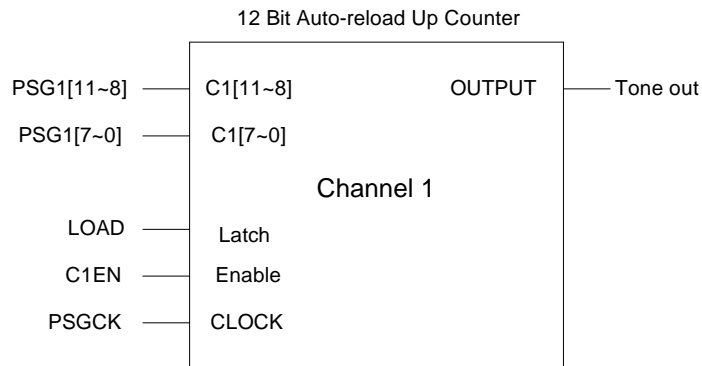 12 Bit Auto-reload Up Counter
PSG1[11~8] C1[11~8] OUTPUT Tone out
PSG1[7~0] C1[7~0]
Channel 1
LOAD Latch
C1EN Enable
PSGCK CLOCK